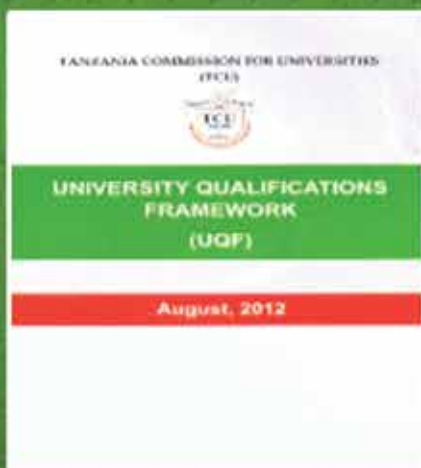 TANZANIA COMMISSION FOR UNIVERSITIES
(TCU)
TCU
UNIVERSITY QUALIFICATIONS
FRAMEWORK
(UQF)
August, 2012